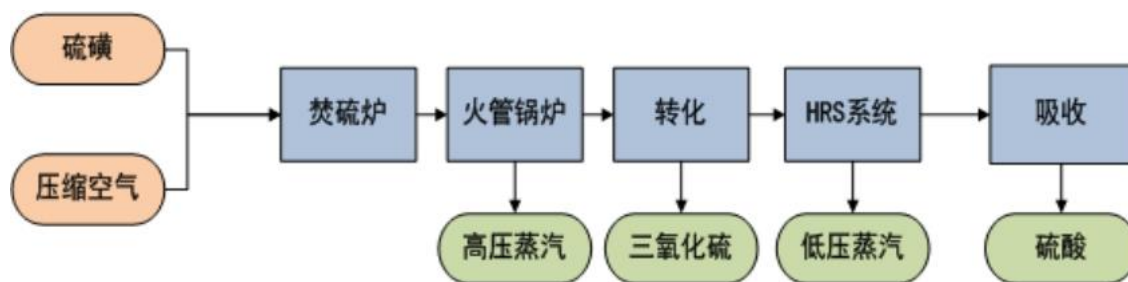 硫磺
压缩空气
焚硫炉
火管锅炉
转化
HRS系统
吸收
高压蒸汽
三氧化硫
低压蒸汽
硫酸